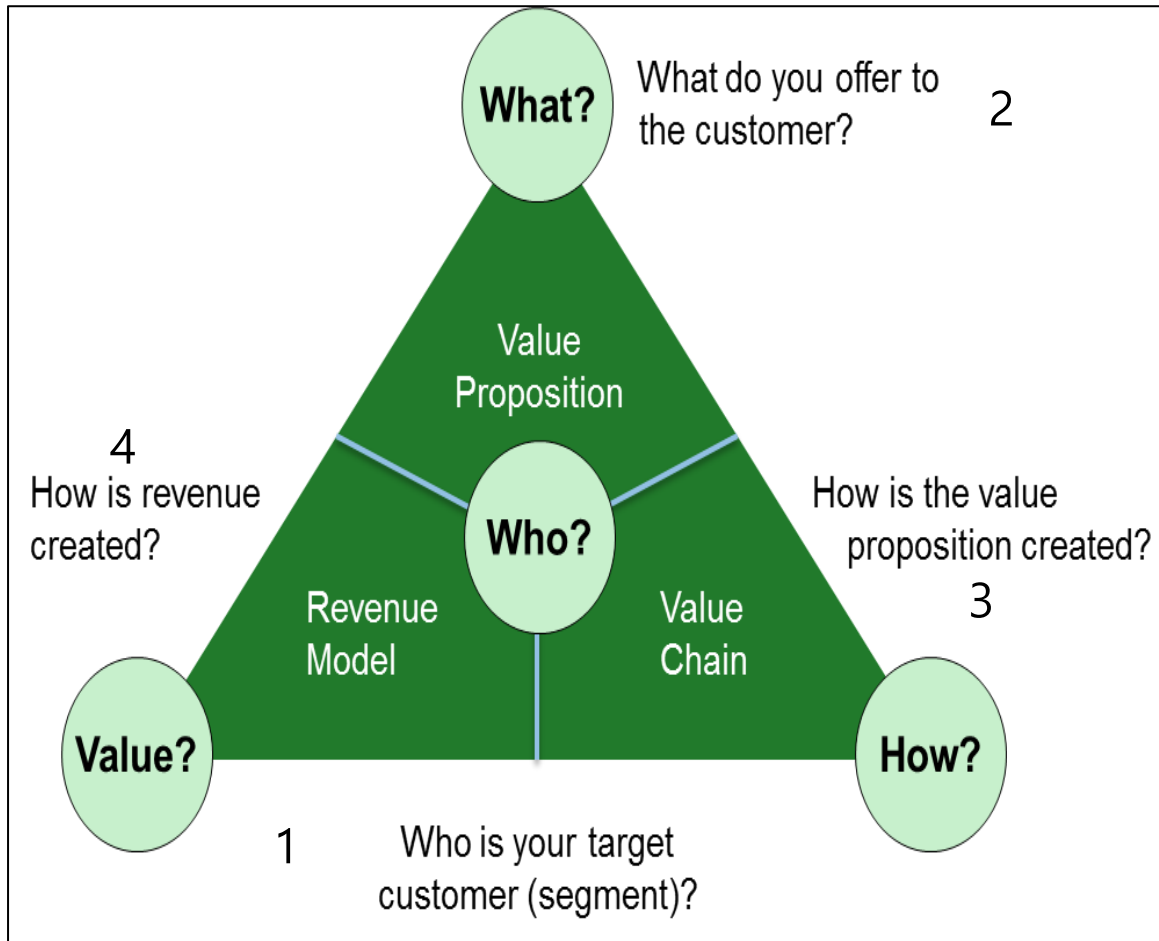 What?
What do you offer to
the customer?
2
Value
Proposition
4
How is revenue
created?
Who?
How is the value
proposition created?
3
Revenue
Model
Value
Chain
Value?
How?
1
Who is your target
customer (segment)?